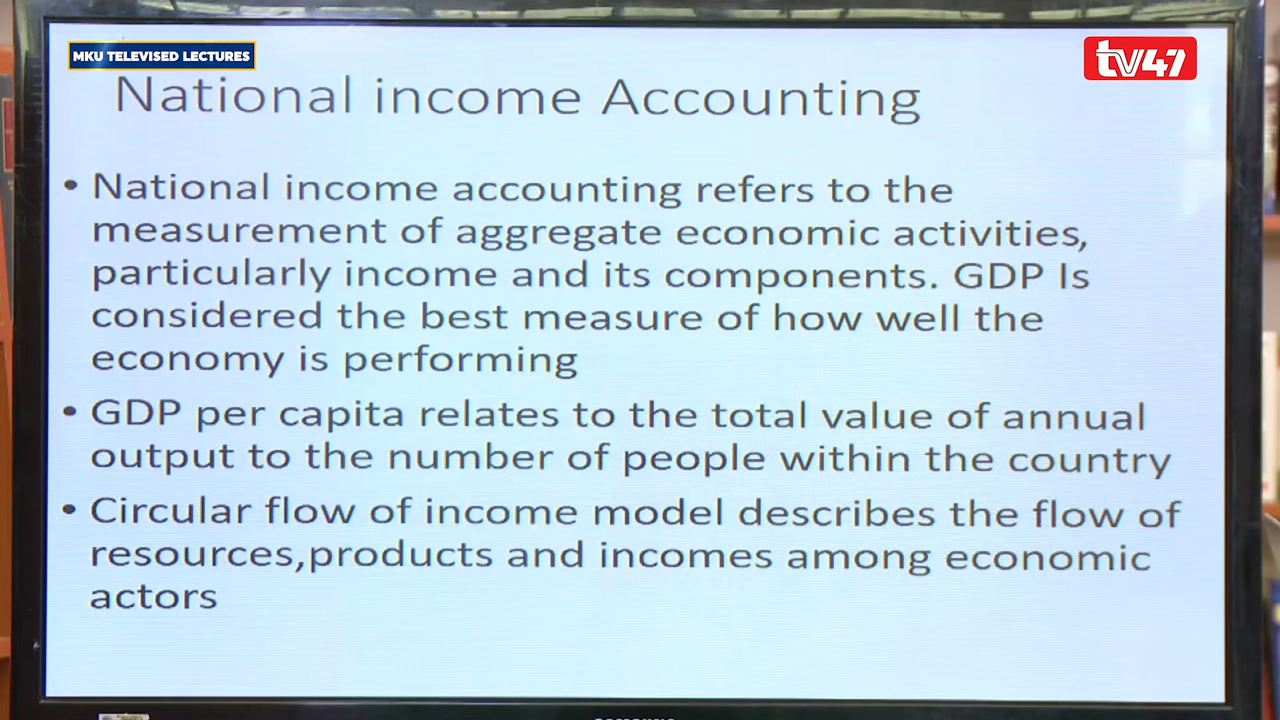 MKU TELEVISED LECTURES
tv47
National income Accounting
• National income accounting refers to the
measurement of aggregate economic activities,
particularly income and its components. GDP Is
considered the best measure of how well the
economy is performing
• GDP per capita relates to the total value of annual
output to the number of people within the country
• Circular flow of income model describes the flow of
resources,products and incomes among economic
actors